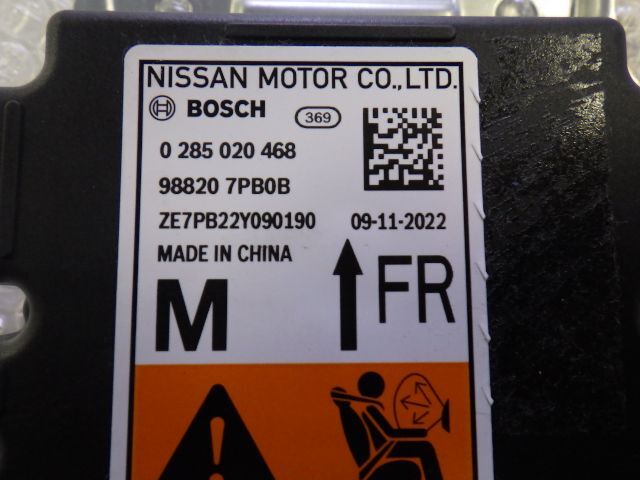 NISSAN MOTOR CO.,LTD.
BOSCH 369
0 285 020 468
98820 7PB0B
ZE7PB22Y090190 09-11-2022
MADE IN CHINA
M FR